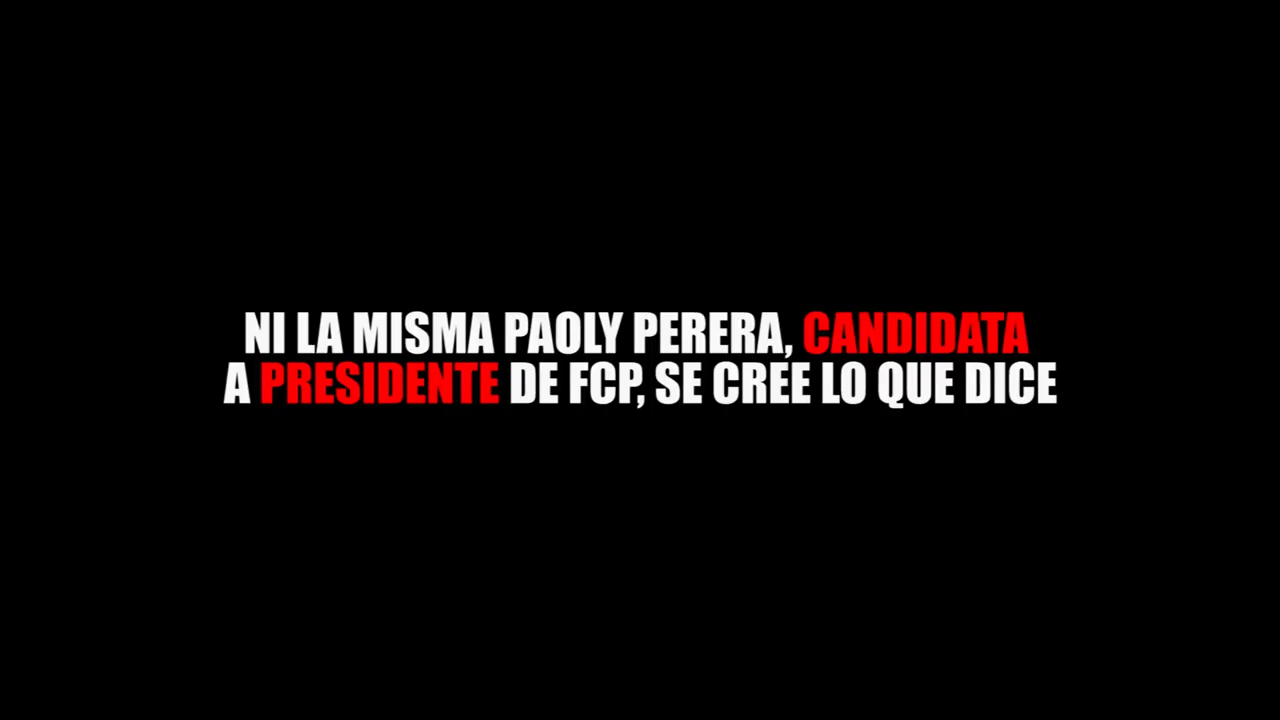 NI LA MISMA PAOLY PERERA, CANDIDATA
A PRESIDENTE DE FCP, SE CREE LO QUE DICE